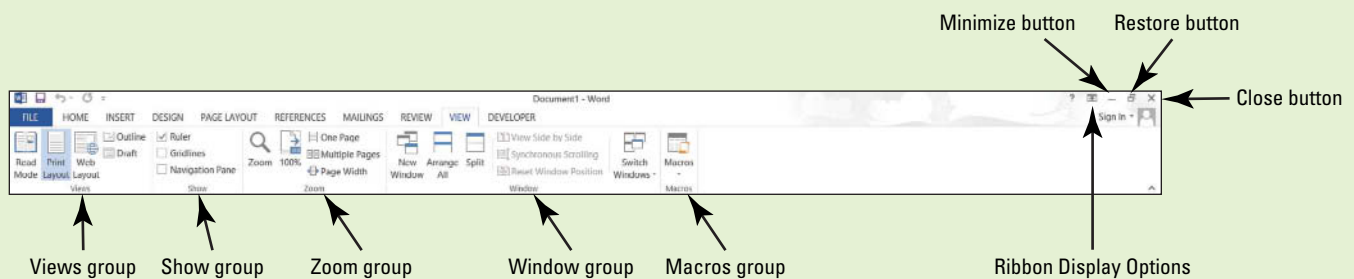 Minimize button Restore button
Document1 - Word
? Close button
FILE HOME INSERT DESIGN PAGE LAYOUT REFERENCES MAILINGS REVIEW VIEW DEVELOPER Sign in
Outline Ruler One Page View Side by Side
Draft Gridlines Multiple Pages Synchronous Scrolling
Read Print Web Navigation Pane Zoom 100% Page Width New Arrange Split Reset Window Position Switch Macros
Mode Layout Layout Window All Windows
Views Show Zoom Window Macros
Views group Show group Zoom group Window group Macros group Ribbon Display Options